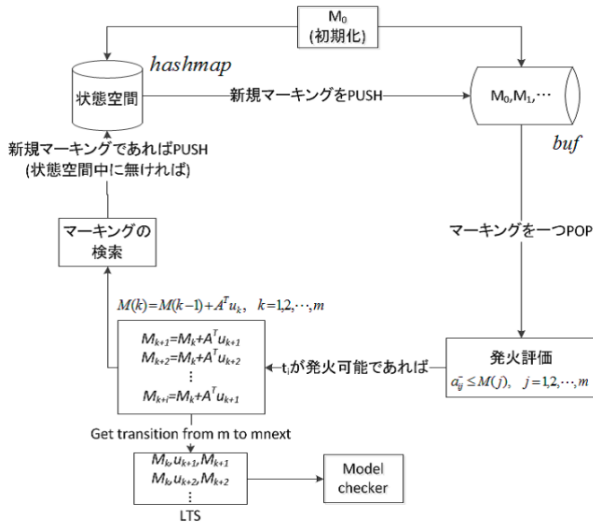 M₀
(初期化)
hashmap
状態空間
新規マーキングをPUSH
M₀,M₁,…
buf
新規マーキングであればPUSH
(状態空間中に無ければ)
マーキングを一つPOP
マーキングの
検索
M(k)=M(k−1)+Aᵀuₖ, k=1,2,⋯,m
Mₖ₊₁=Mₖ+Aᵀuₖ₊₁
Mₖ₊₂=Mₖ+Aᵀuₖ₊₂
⋮
Mₖ₊ᵢ=Mₖ+Aᵀuₖ₊₁
tᵢが発火可能であれば
発火評価
a⁻ᵢⱼ≤M(j), j=1,2,⋯,m
Get transition from m to mnext
Mₖ,uₖ₊₁,Mₖ₊₁
Mₖ,uₖ₊₂,Mₖ₊₂
⋮
LTS
Model
checker